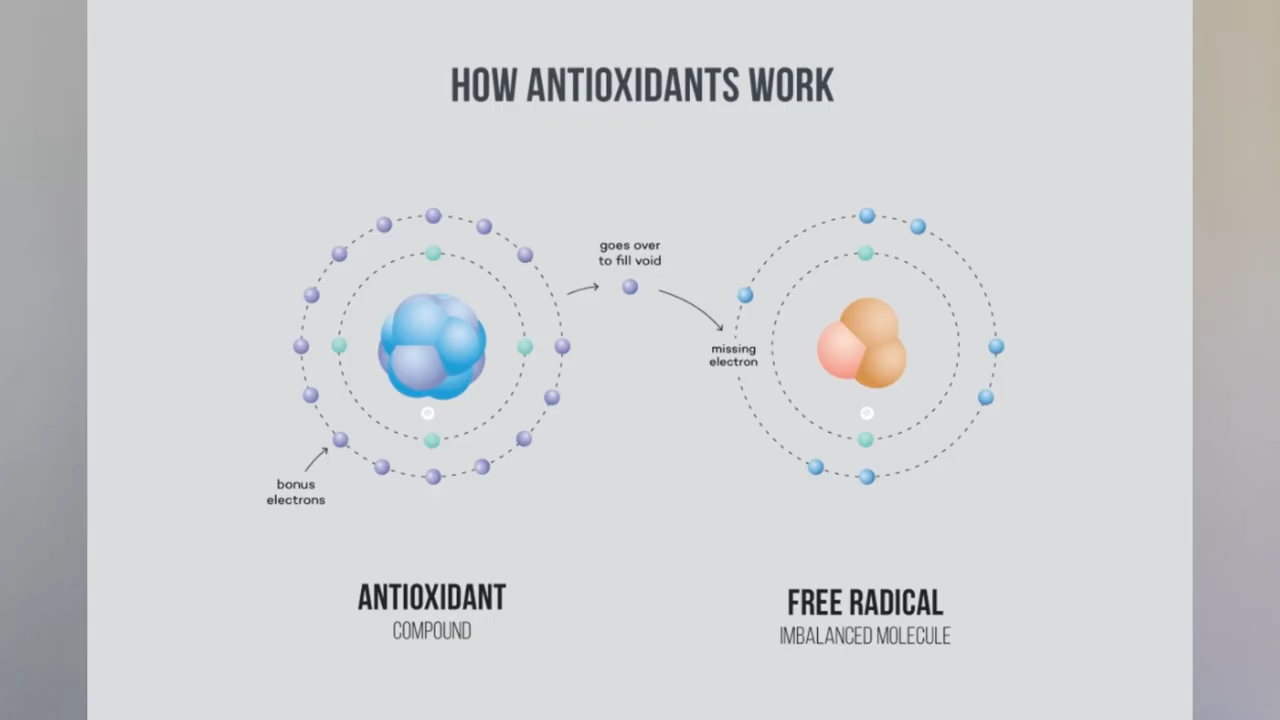 HOW ANTIOXIDANTS WORK
goes over
to fill void
missing
electron
bonus
electrons
ANTIOXIDANT
COMPOUND
FREE RADICAL
IMBALANCED MOLECULE